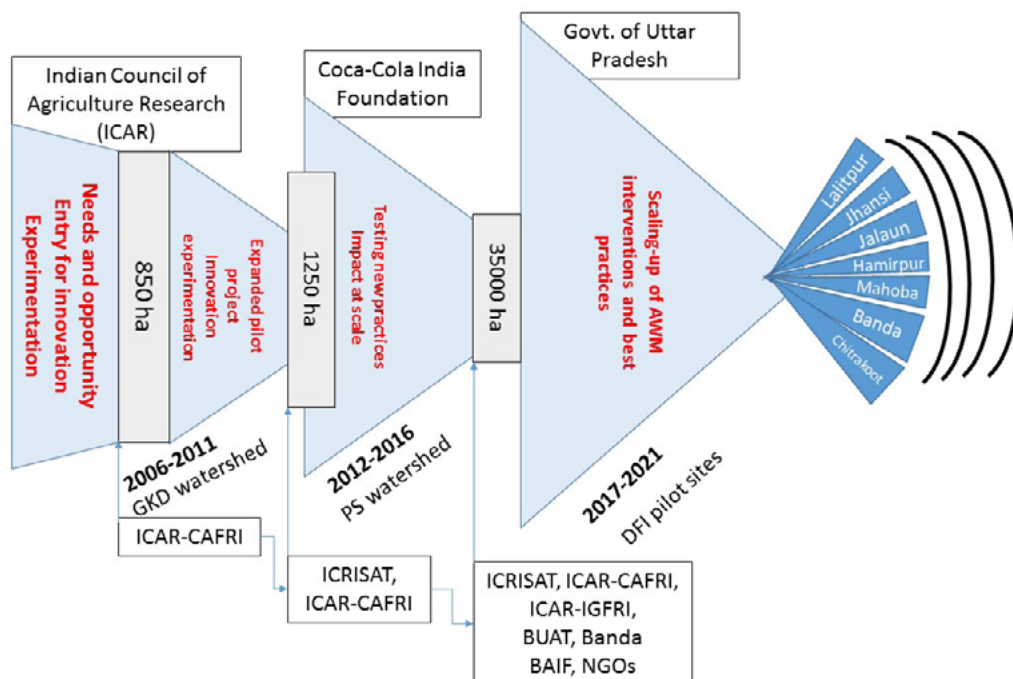 Indian Council of
Agriculture Research
(ICAR)
Coca-Cola India
Foundation
Govt. of Uttar
Pradesh
Needs and opportunity
Entry for innovation
Experimentation
850 ha
Expanded pilot
project
Innovation
experimentation
1250 ha
Testing new practices
Impact at scale
35000 ha
Scaling-up of AWM
interventions and best
practices
Lalitpur
Jhansi
Jalaun
Hamirpur
Mahoba
Banda
Chitrakoot
2006-2011
GKD watershed
2012-2016
PS watershed
2017-2021
DFI pilot sites
ICAR-CAFRI
ICRISAT,
ICAR-CAFRI
ICRISAT, ICAR-CAFRI,
ICAR-IGFRI,
BUAT, Banda
BAIF, NGOs